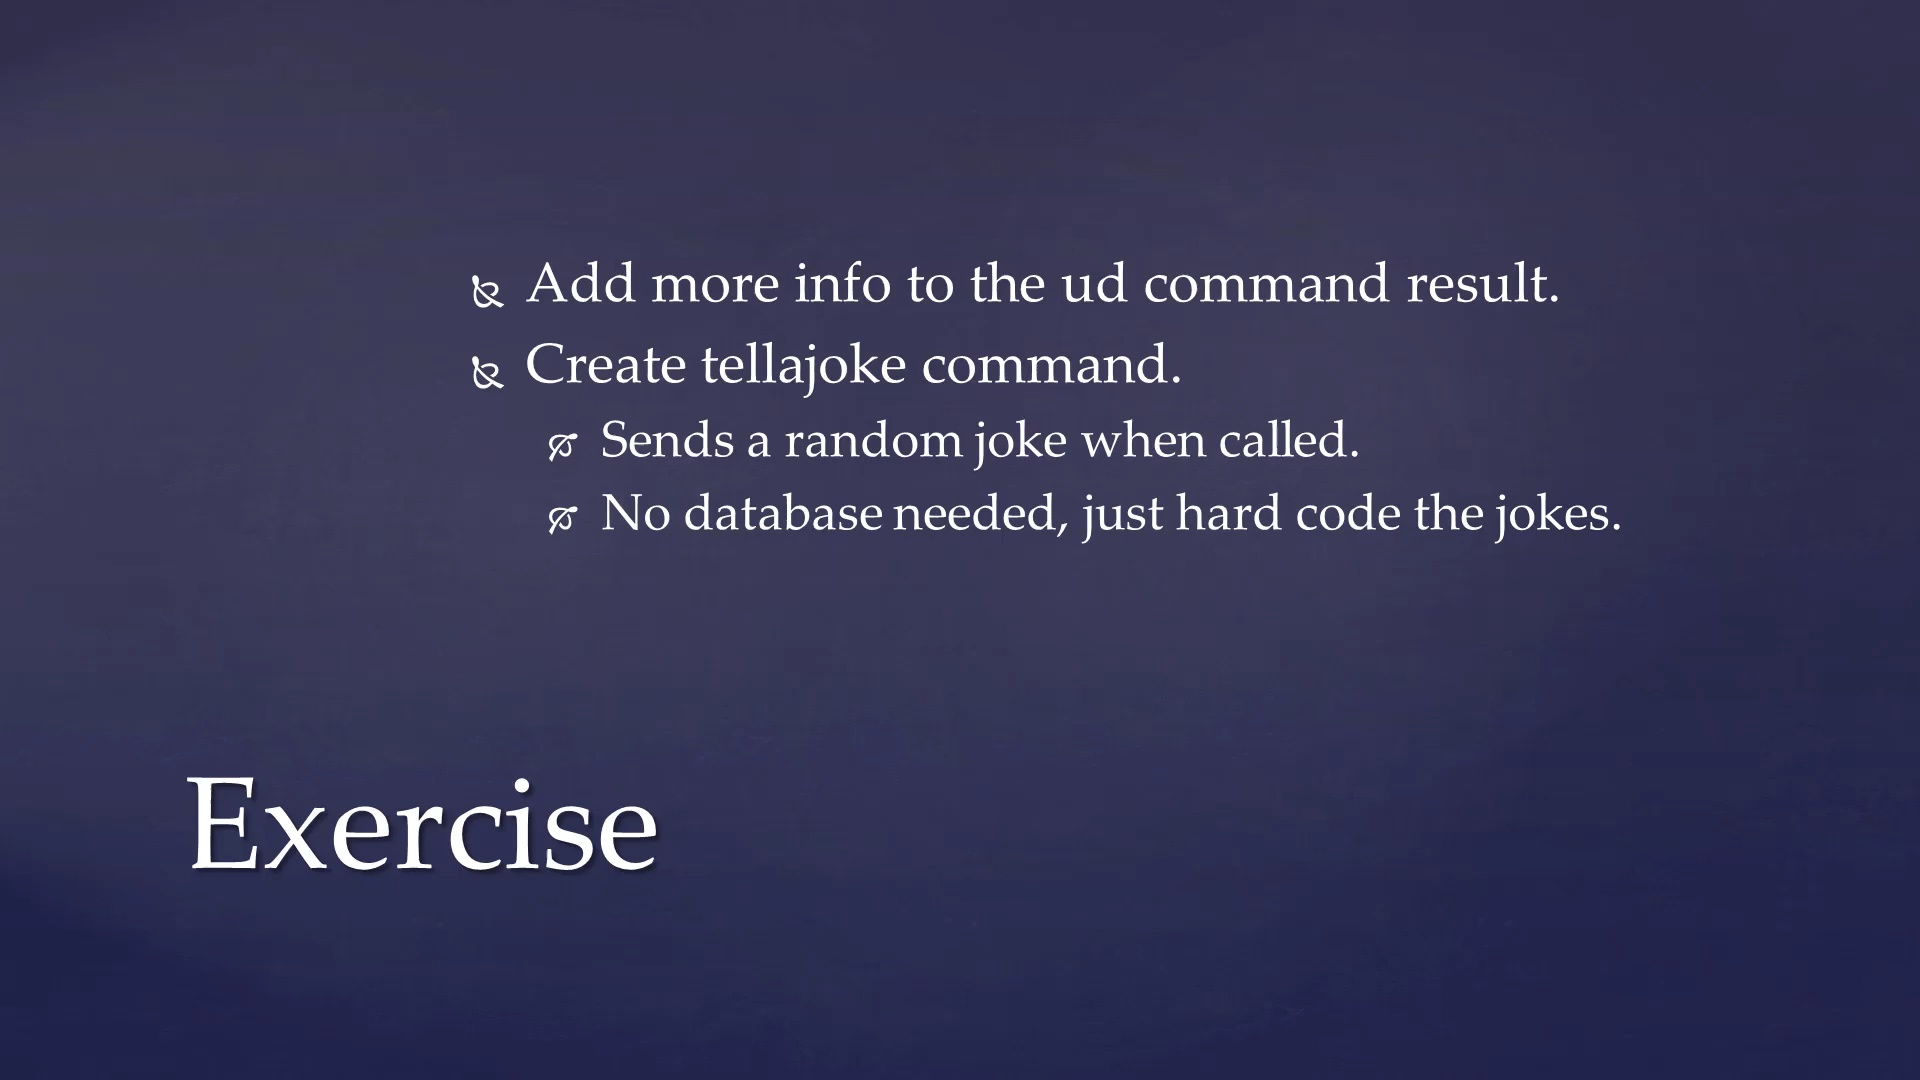 Add more info to the ud command result.
Create tellajoke command.
Sends a random joke when called.
No database needed, just hard code the jokes.
Exercise